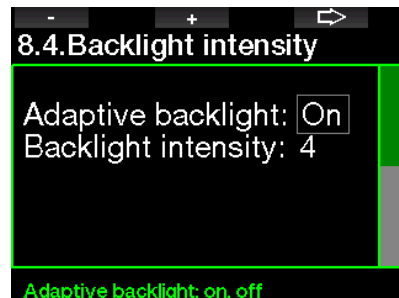 - +
8.4.Backlight intensity
Adaptive backlight: On
Backlight intensity: 4
Adaptive backlight: on, off